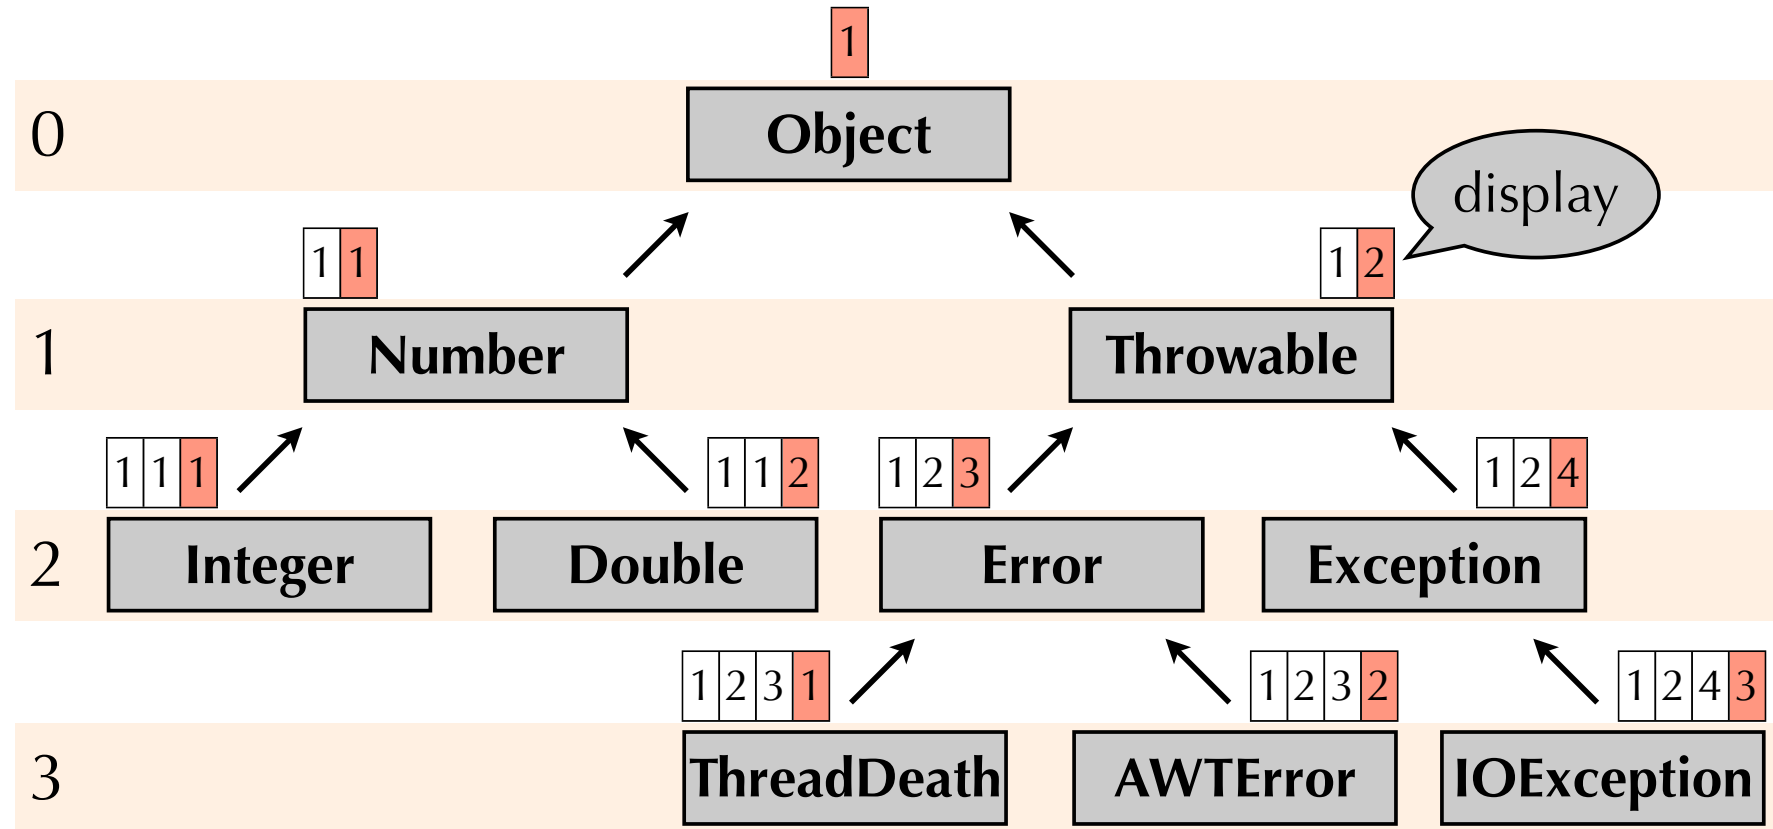 1
0 Object
display
1 1
1 2
1 Number Throwable
1 1 1
1 1 2
1 2 3
1 2 4
2 Integer Double Error Exception
1 2 3 1
1 2 3 2
1 2 4 3
3 ThreadDeath AWTError IOException